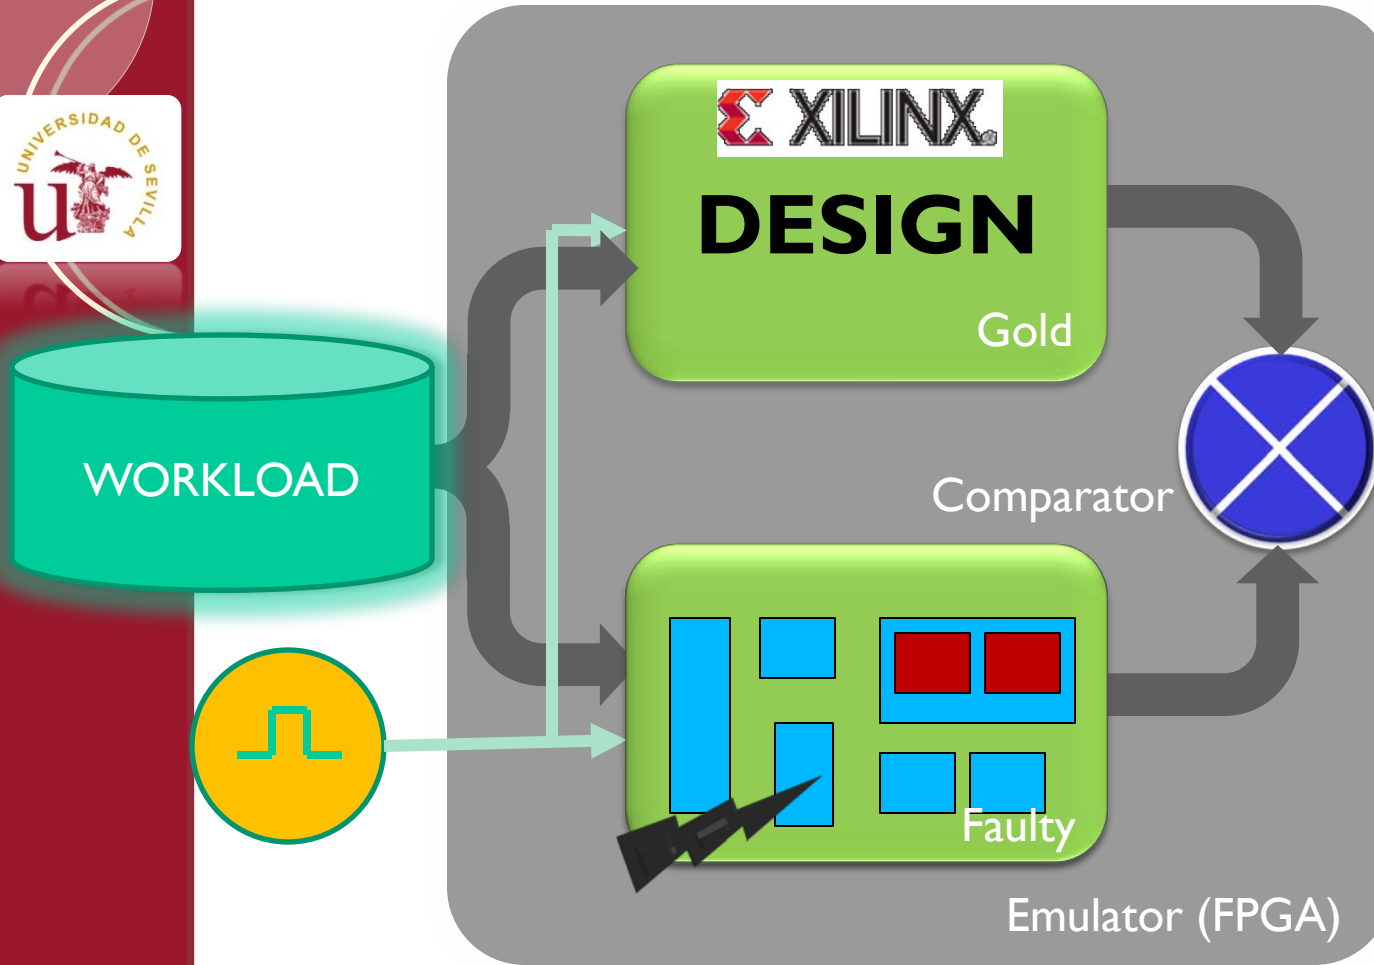 UNIVERSIDAD DE SEVILLA
XILINX
DESIGN
Gold
WORKLOAD
Comparator
Faulty
Emulator (FPGA)